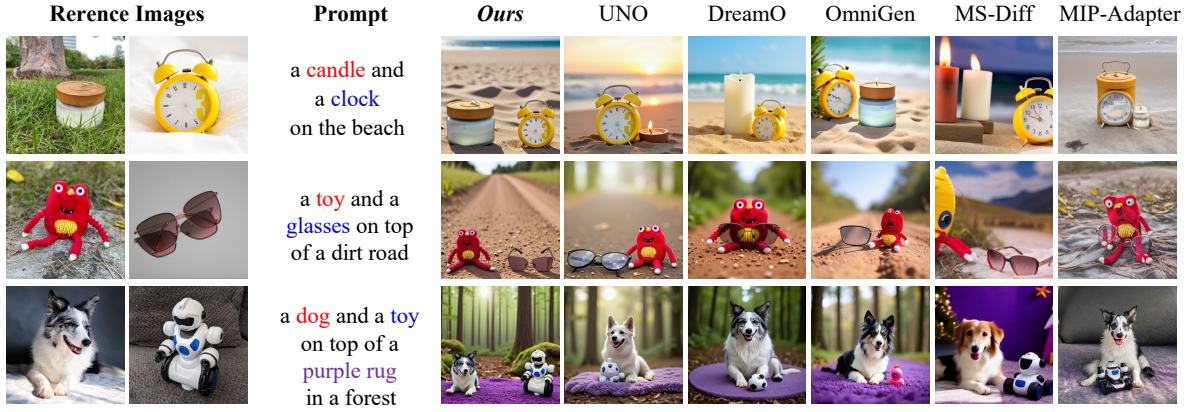 Rerence Images Prompt Ours UNO DreamO OmniGen MS-Diff MIP-Adapter
a candle and
a clock
on the beach
a toy and a
glasses on top
of a dirt road
a dog and a toy
on top of a
purple rug
in a forest